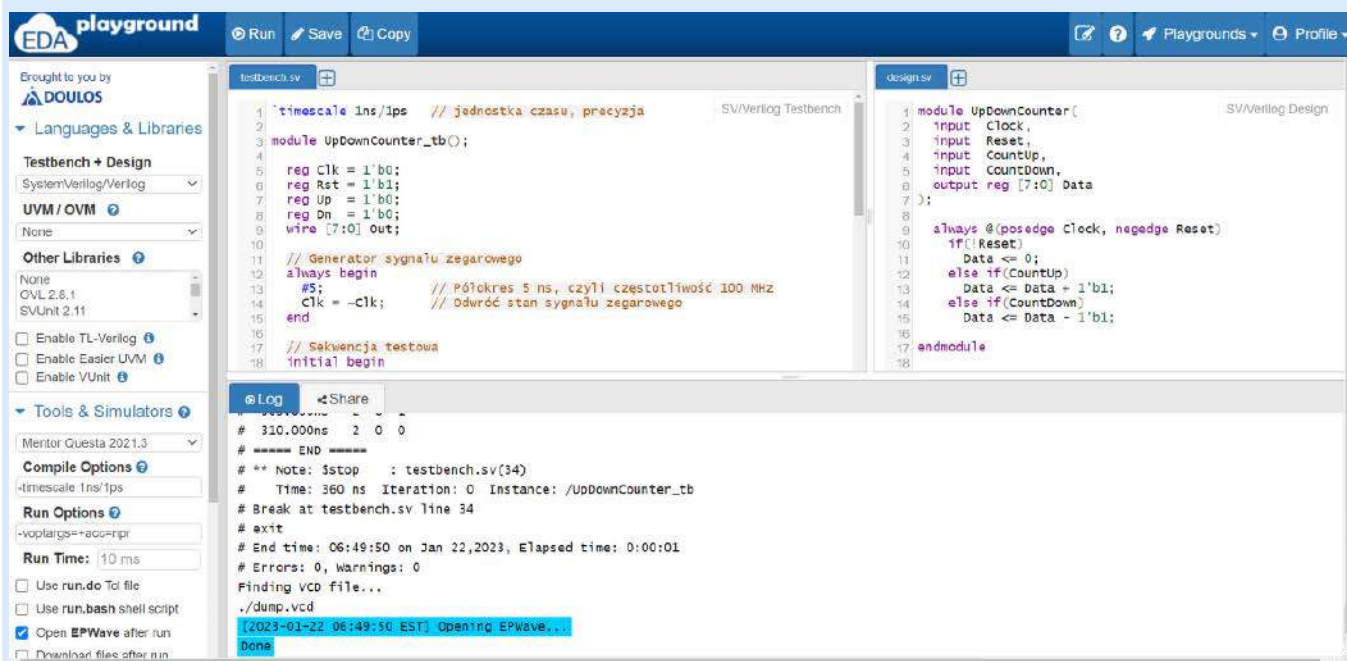 EDA playground
Run Save Copy Playgrounds Profile
Brought to you by
DOULOS
Languages & Libraries
Testbench + Design
SystemVerilog/Verilog
UVM / OVM
None
Other Libraries
None
OVL 2.8.1
SVUnit 2.11
Enable TL-Verilog
Enable Easier UVM
Enable VUnit
Tools & Simulators
Mentor Questa 2021.3
Compile Options
-timescale 1ns/1ps
Run Options
-voptargs=+acc=npr
Run Time: 10 ms
Use run.do Tcl file
Use run.bash shell script
Open EPWave after run
Download files after run
testbench.sv
SV/Verilog Testbench
1 `timescale 1ns/1ps // jednostka czasu, precyzja
2
3 module UpDownCounter_tb();
4
5 reg Clk = 1'b0;
6 reg Rst = 1'b1;
7 reg Up = 1'b0;
8 reg Dn = 1'b0;
9 wire [7:0] Out;
10
11 // Generator sygnału zegarowego
12 always begin
13 #5; // Półokres 5 ns, czyli częstotliwość 100 MHz
14 Clk = ~Clk; // Odwróć stan sygnału zegarowego
15 end
16
17 // Sekwencja testowa
18 initial begin
design.sv
SV/Verilog Design
1 module UpDownCounter(
2 input Clock,
3 input Reset,
4 input CountUp,
5 input CountDown,
6 output reg [7:0] Data
7 );
8
9 always @(posedge Clock, negedge Reset)
10 if(!Reset)
11 Data <= 0;
12 else if(CountUp)
13 Data <= Data + 1'b1;
14 else if(CountDown)
15 Data <= Data - 1'b1;
16
17 endmodule
18
Log Share
# 310.000ns 2 0 0
# ===== END =====
# ** Note: $stop : testbench.sv(34)
# Time: 360 ns Iteration: 0 Instance: /UpDownCounter_tb
# Break at testbench.sv line 34
# exit
# End time: 06:49:50 on Jan 22,2023, Elapsed time: 0:00:01
# Errors: 0, Warnings: 0
Finding VCD file...
./dump.vcd
[2023-01-22 06:49:50 EST] Opening EPWave...
Done